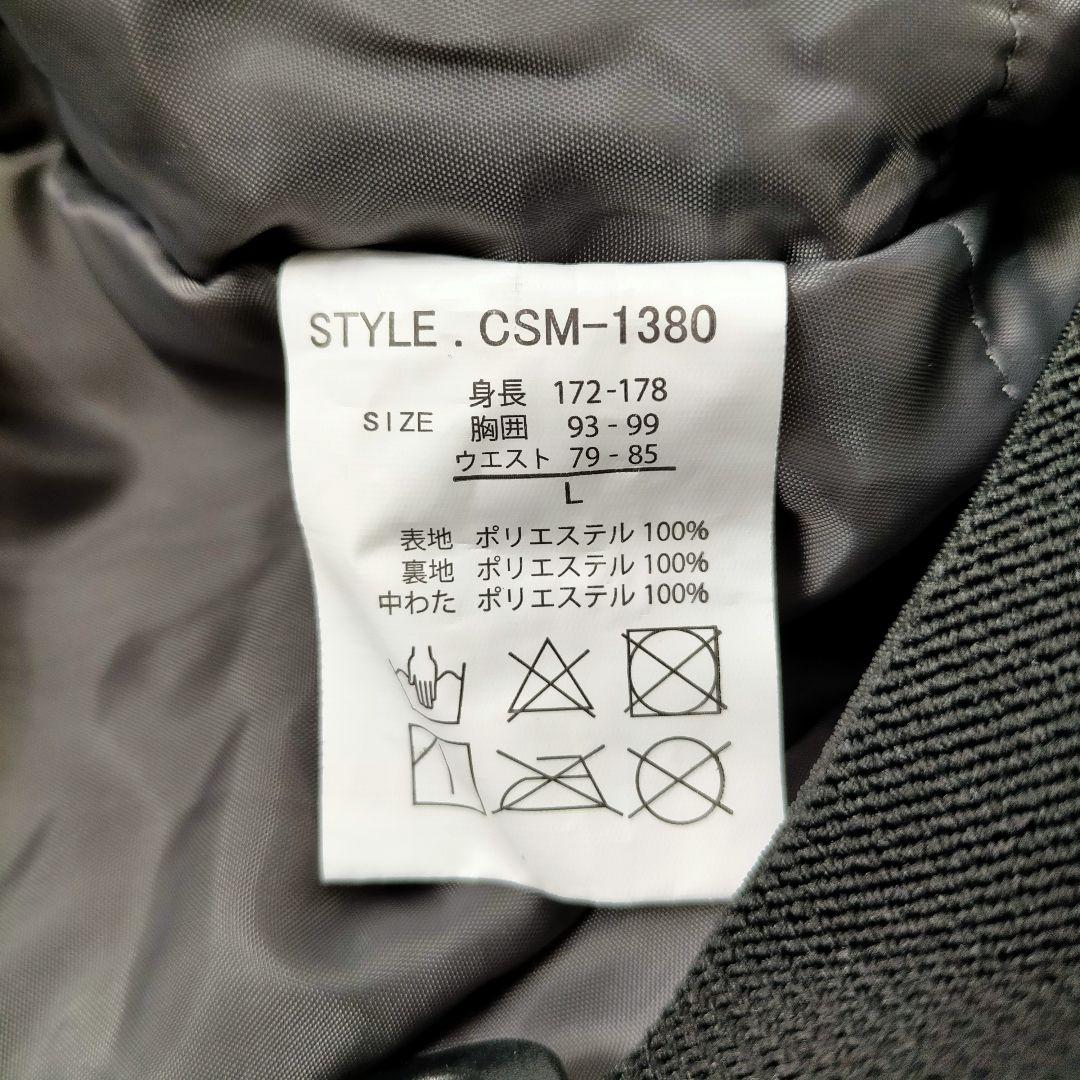 STYLE . CSM-1380
身長 172-178
SIZE 胸囲 93 - 99
ウエスト 79 - 85
L
表地 ポリエステル 100%
裏地 ポリエステル 100%
中わた ポリエステル 100%